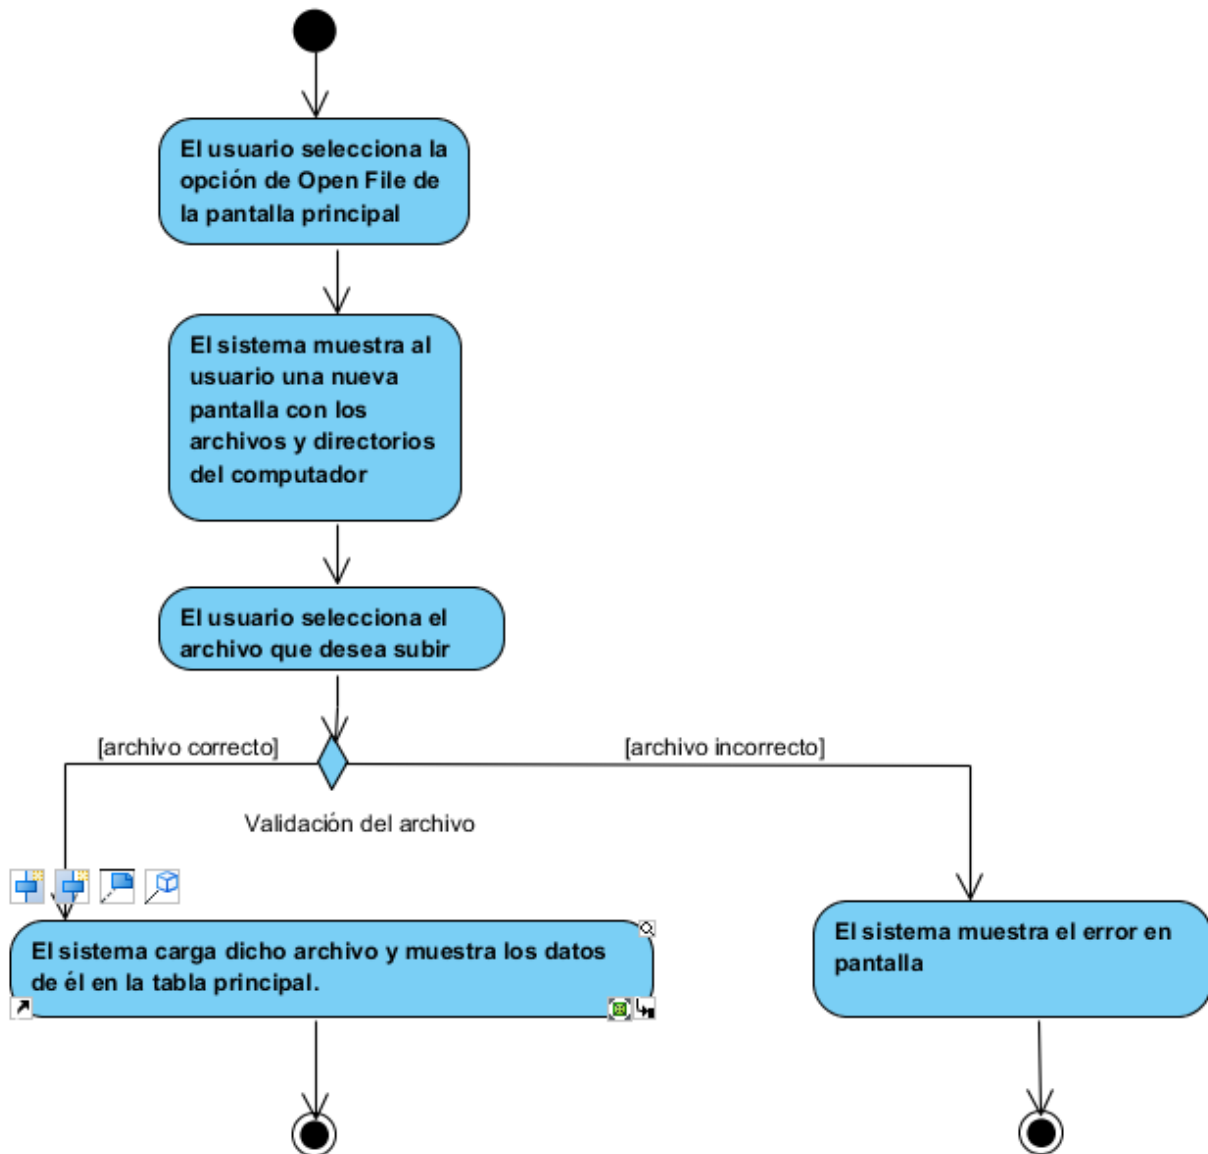 El usuario selecciona la
opción de Open File de
la pantalla principal
El sistema muestra al
usuario una nueva
pantalla con los
archivos y directorios
del computador
El usuario selecciona el
archivo que desea subir
[archivo correcto]
[archivo incorrecto]
Validación del archivo
El sistema carga dicho archivo y muestra los datos
de él en la tabla principal.
El sistema muestra el error en
pantalla